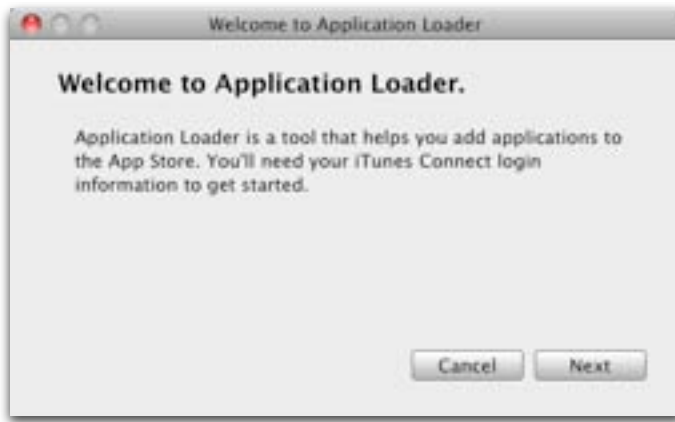 Welcome to Application Loader
Welcome to Application Loader.
Application Loader is a tool that helps you add applications to
the App Store. You'll need your iTunes Connect login
information to get started.
Cancel
Next